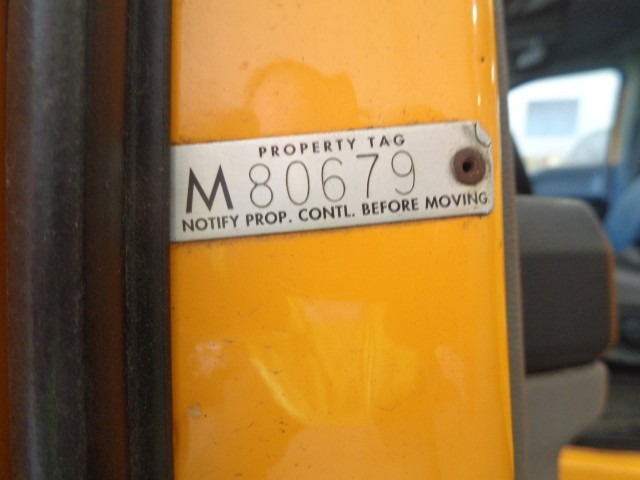 PROPERTY TAG
M 80679
NOTIFY PROP. CONTL. BEFORE MOVING